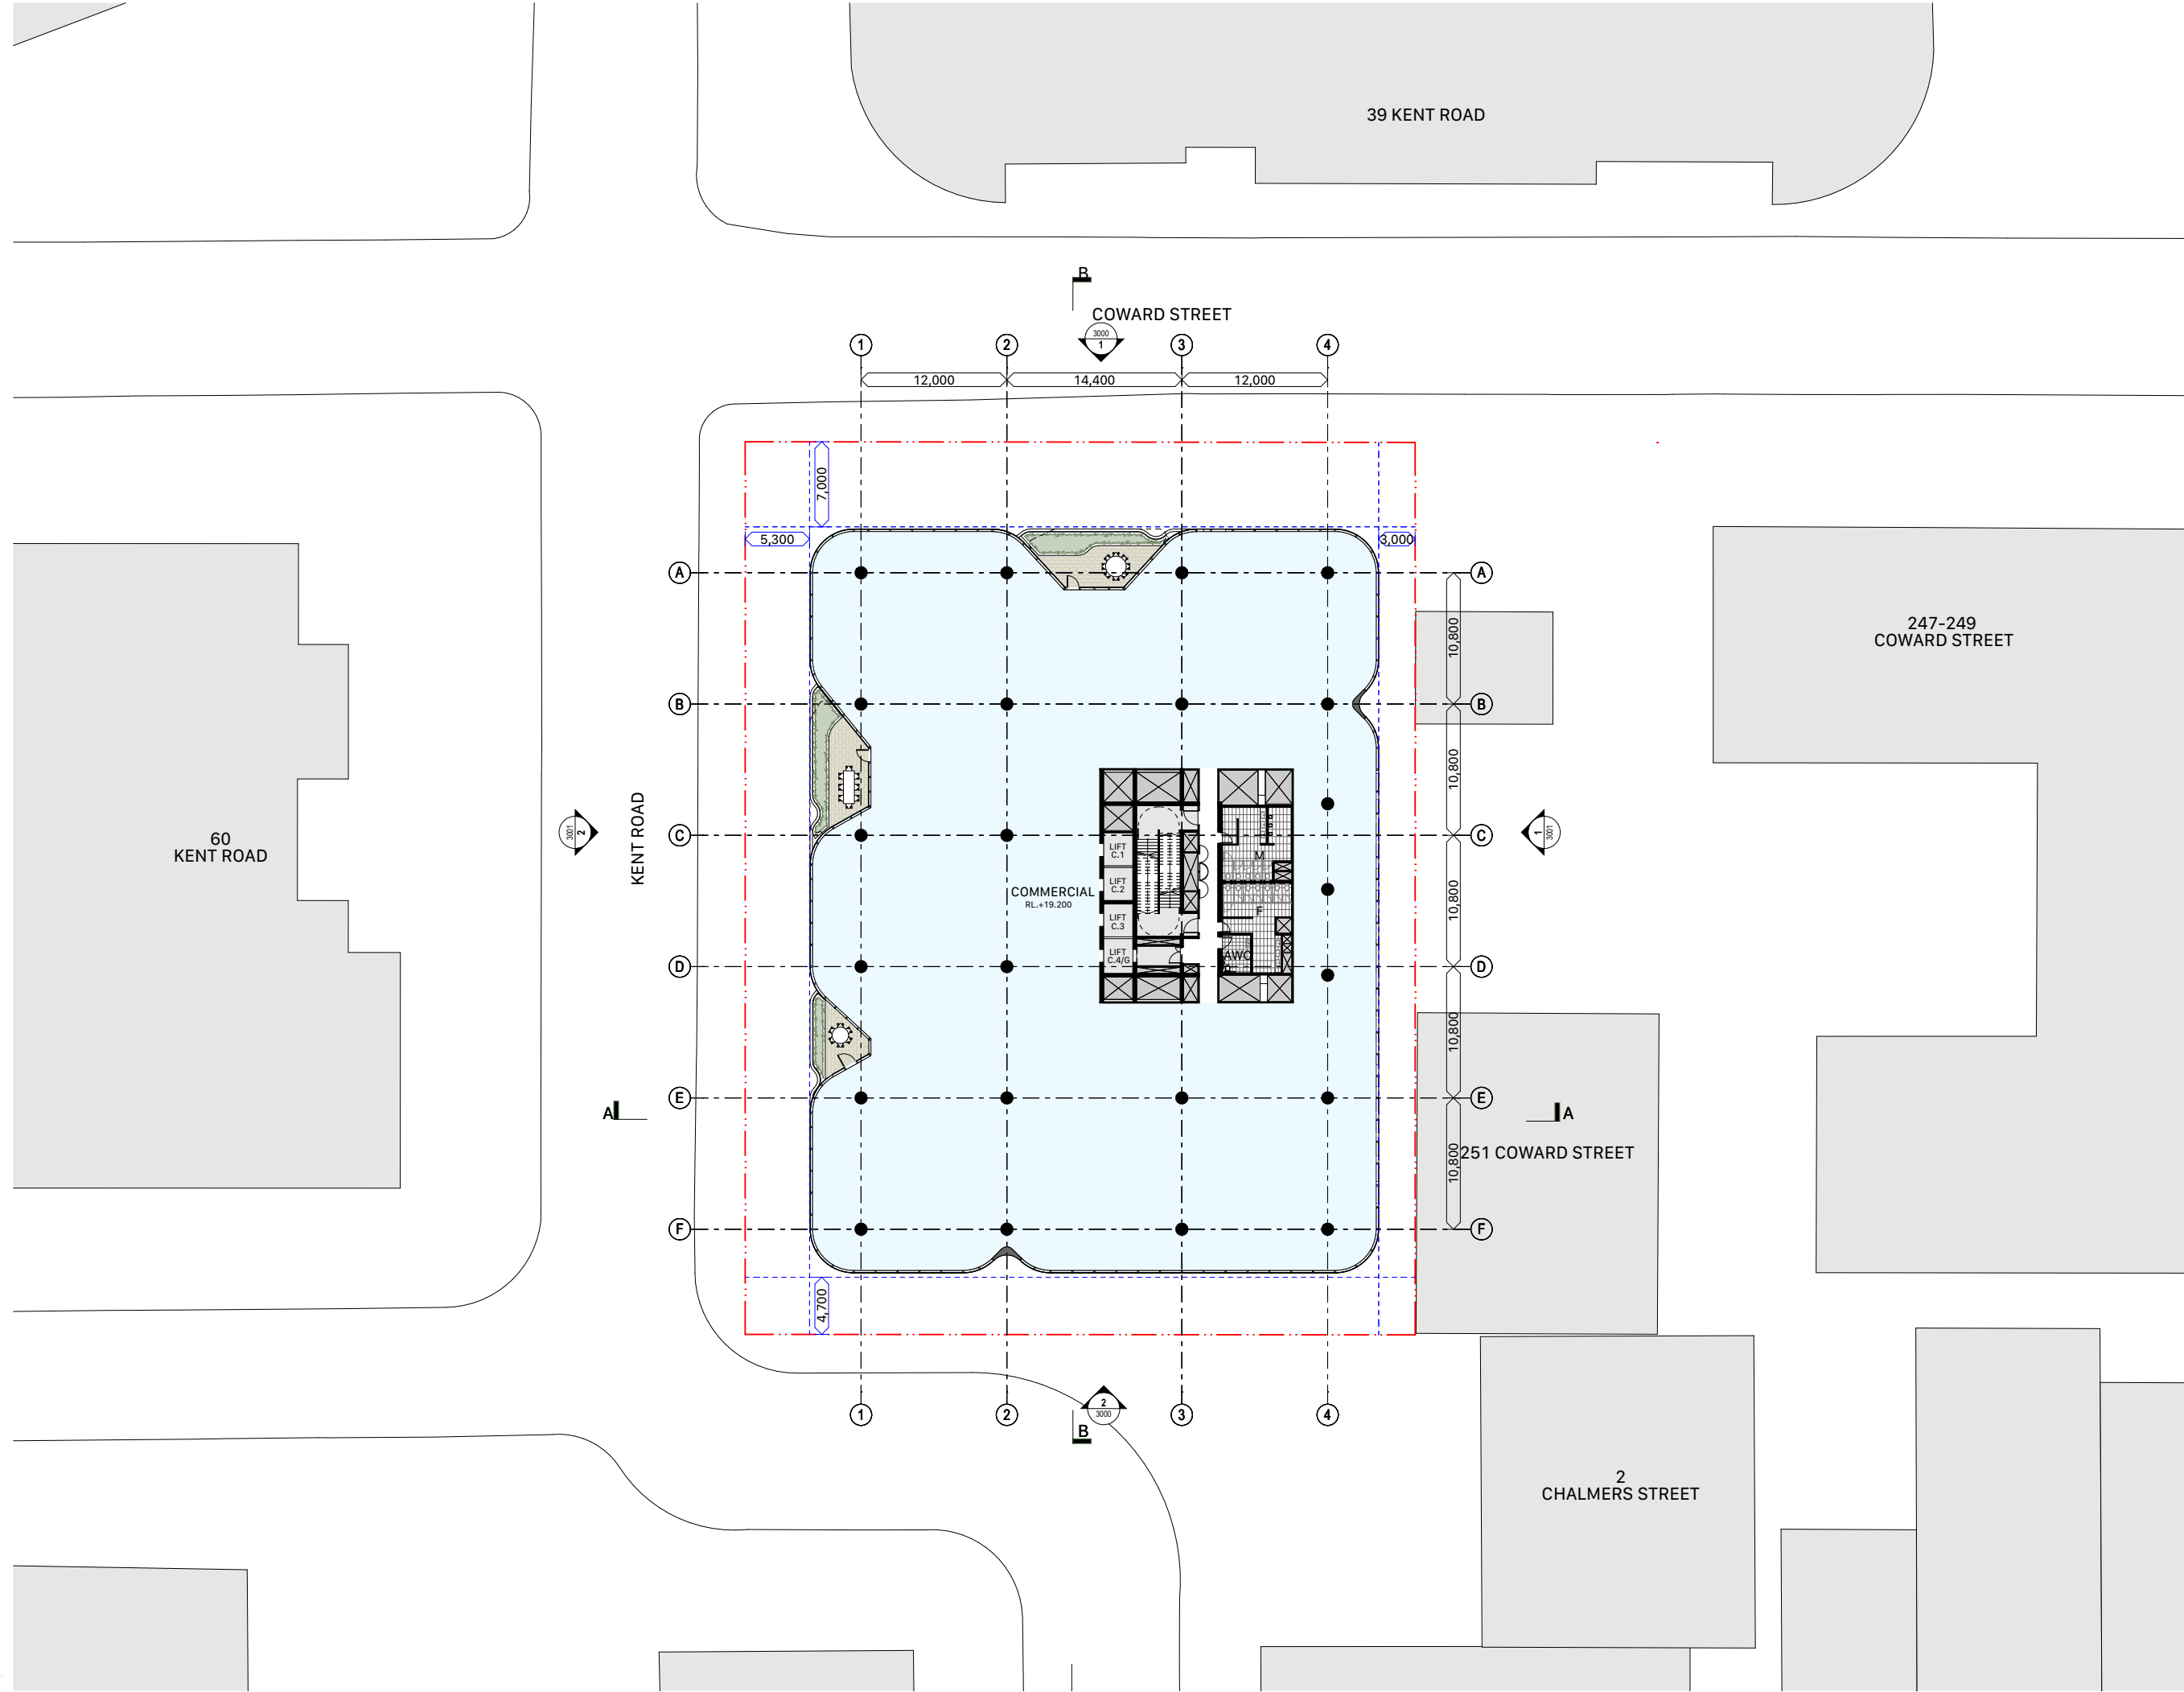 39 KENT ROAD
B
COWARD STREET
3000
1
1
2
3
4
12,000
14,400
12,000
7,000
5,300
3,000
A
A
10,800
247-249
COWARD STREET
B
B
10,800
KENT ROAD
3001
2
60
KENT ROAD
C
C
1
3001
LIFT
C.1
M
LIFT
C.2
COMMERCIAL
RL.+19.200
10,800
F
LIFT
C.3
LIFT
C.4/G
AWC
D
D
10,800
E
E
A
A
10,800
251 COWARD STREET
F
F
4,700
1
2
3
4
2
3000
B
2
CHALMERS STREET